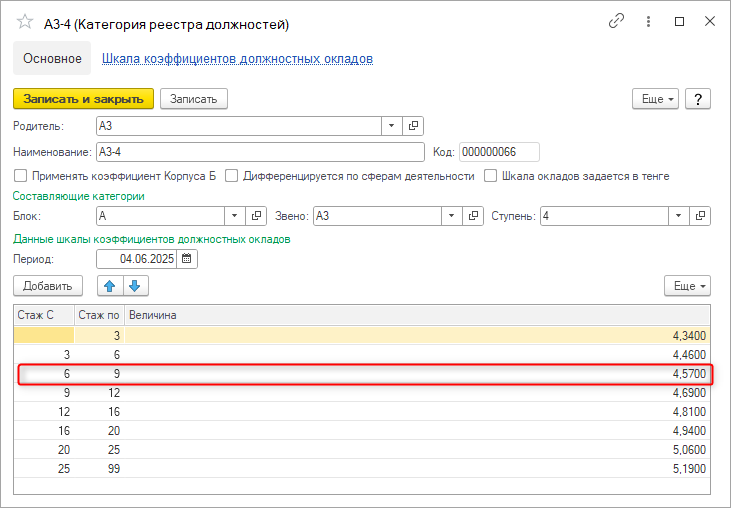 А3-4 (Категория реестра должностей)
Основное Шкала коэффициентов должностных окладов
Записать и закрыть Записать Еще ?
Родитель: А3
Наименование: А3-4 Код: 000000066
Применять коэффициент Корпуса Б Дифференцируется по сферам деятельности Шкала окладов задается в тенге
Составляющие категории
Блок: А Звено: А3 Ступень: 4
Данные шкалы коэффициентов должностных окладов
Период: 04.06.2025
Добавить Еще
Стаж С Стаж по Величина
3 4,3400
3 6 4,4600
6 9 4,5700
9 12 4,6900
12 16 4,8100
16 20 4,9400
20 25 5,0600
25 99 5,1900